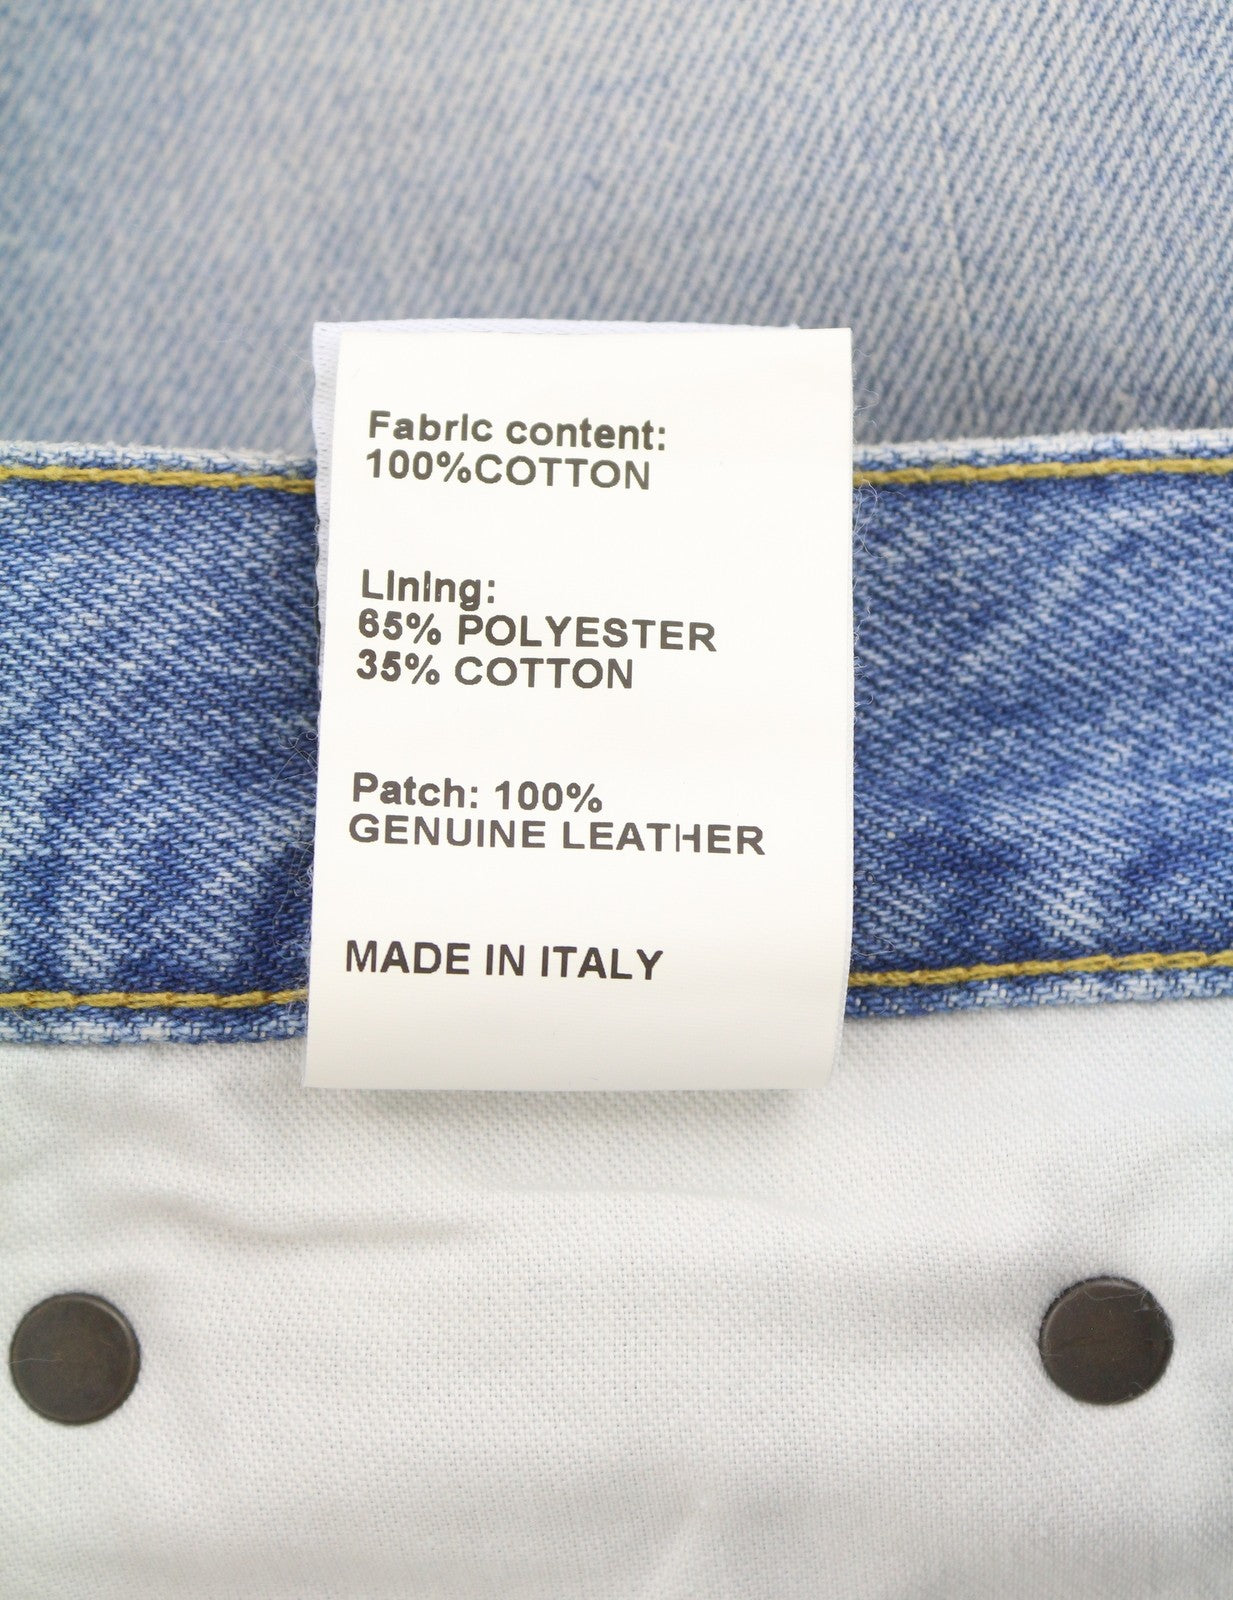 Fabric content:
100%COTTON
Lining:
65% POLYESTER
35% COTTON
Patch: 100%
GENUINE LEATHER
MADE IN ITALY